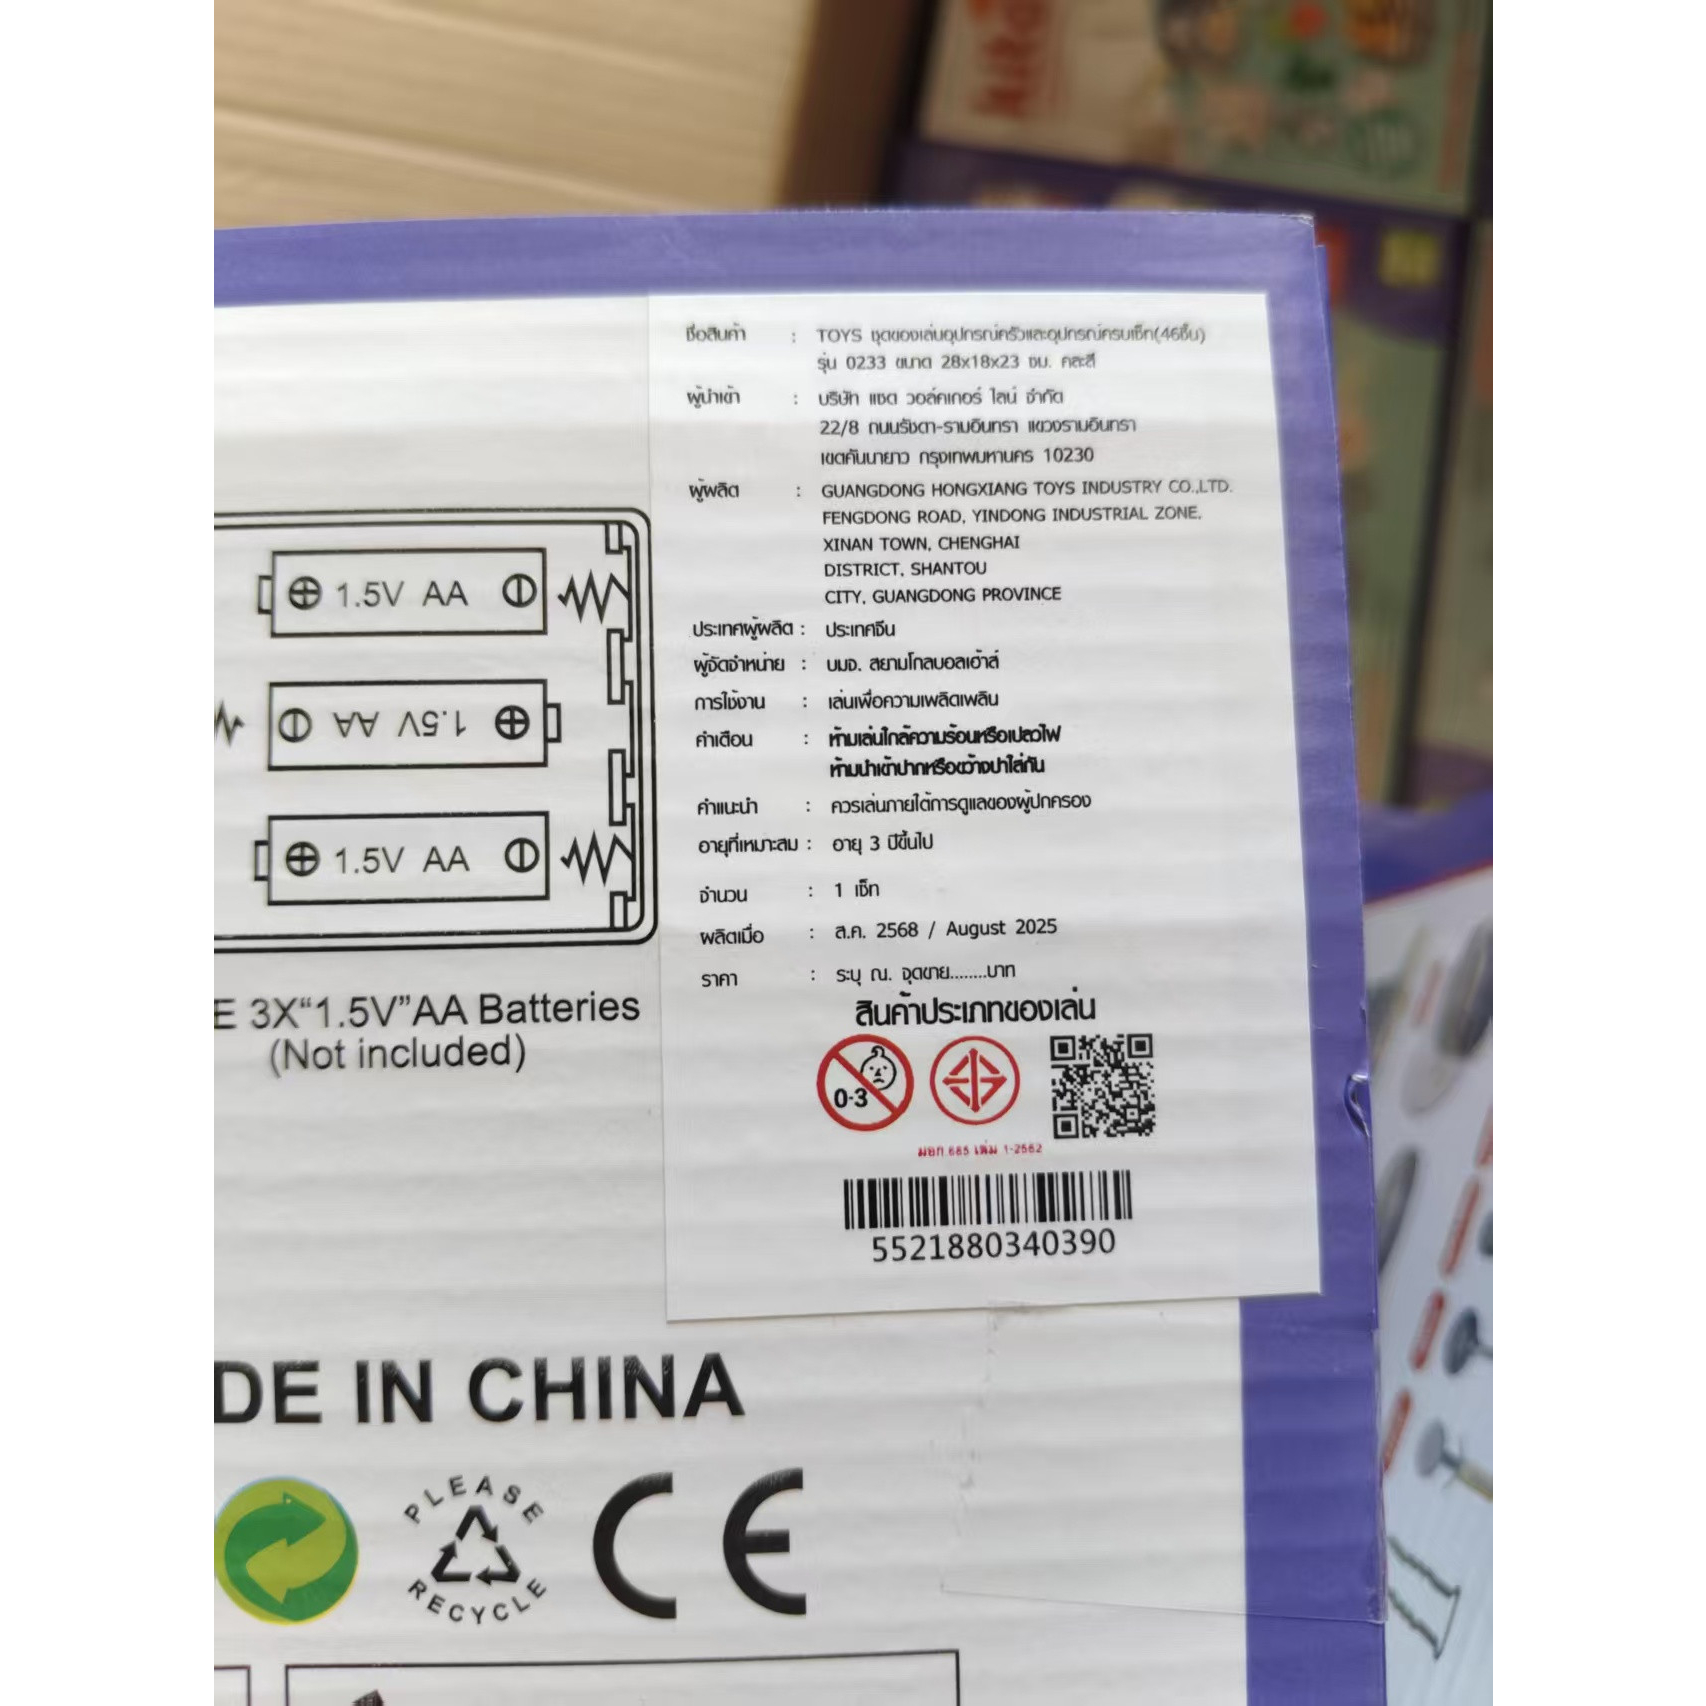 ชื่อสินค้า : TOYS ชุดของเล่นอุปกรณ์ครัวและอุปกรณ์ครบเซ็ท(46ชิ้น)
รุ่น 0233 ขนาด 28x18x23 ซม. คละสี
ผู้นำเข้า : บริษัท แซด วอล์คเกอร์ ไลน์ จำกัด
22/8 ถนนรัชดา-รามอินทรา แขวงรามอินทรา
เขตคันนายาว กรุงเทพมหานคร 10230
ผู้ผลิต : GUANGDONG HONGXIANG TOYS INDUSTRY CO.,LTD.
FENGDONG ROAD, YINDONG INDUSTRIAL ZONE,
XINAN TOWN, CHENGHAI
DISTRICT, SHANTOU
CITY, GUANGDONG PROVINCE
ประเทศผู้ผลิต : ประเทศจีน
ผู้จัดจำหน่าย : บมจ. สยามโกลบอลเฮ้าส์
การใช้งาน : เล่นเพื่อความเพลิดเพลิน
คำเตือน : ห้ามเล่นใกล้ความร้อนหรือเปลวไฟ
ห้ามนำเข้าปากหรือขว้างปาใส่กัน
คำแนะนำ : ควรเล่นภายใต้การดูแลของผู้ปกครอง
อายุที่เหมาะสม : อายุ 3 ปีขึ้นไป
จำนวน : 1 เซ็ท
ผลิตเมื่อ : ส.ค. 2568 / August 2025
ราคา : ระบุ ณ. จุดขาย........บาท
สินค้าประเภทของเล่น
0-3
มอก.685 เล่ม 1-2562
5521880340390
1.5V AA
1.5V AA
1.5V AA
E 3X“1.5V”AA Batteries
(Not included)
DE IN CHINA
PLEASE
RECYCLE
CE